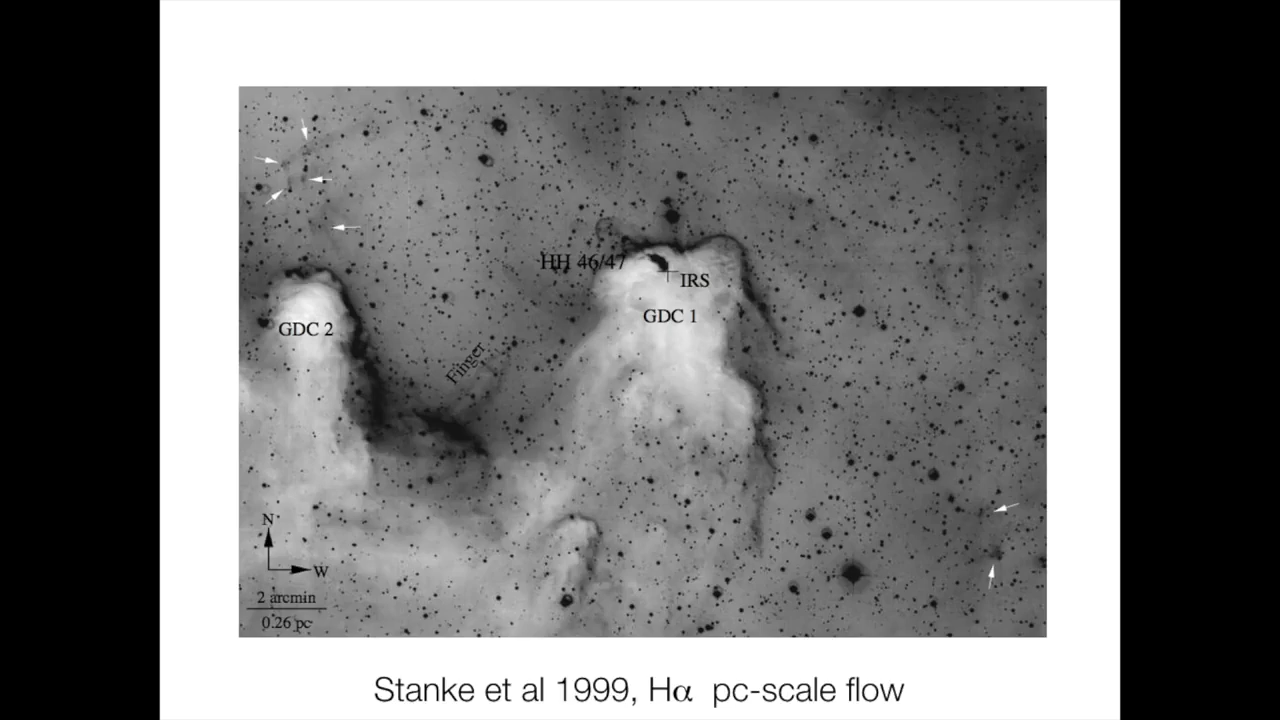 HH 46/47
IRS
GDC 1
GDC 2
Finger
N
W
2 arcmin
0.26 pc
Stanke et al 1999, Hα pc-scale flow